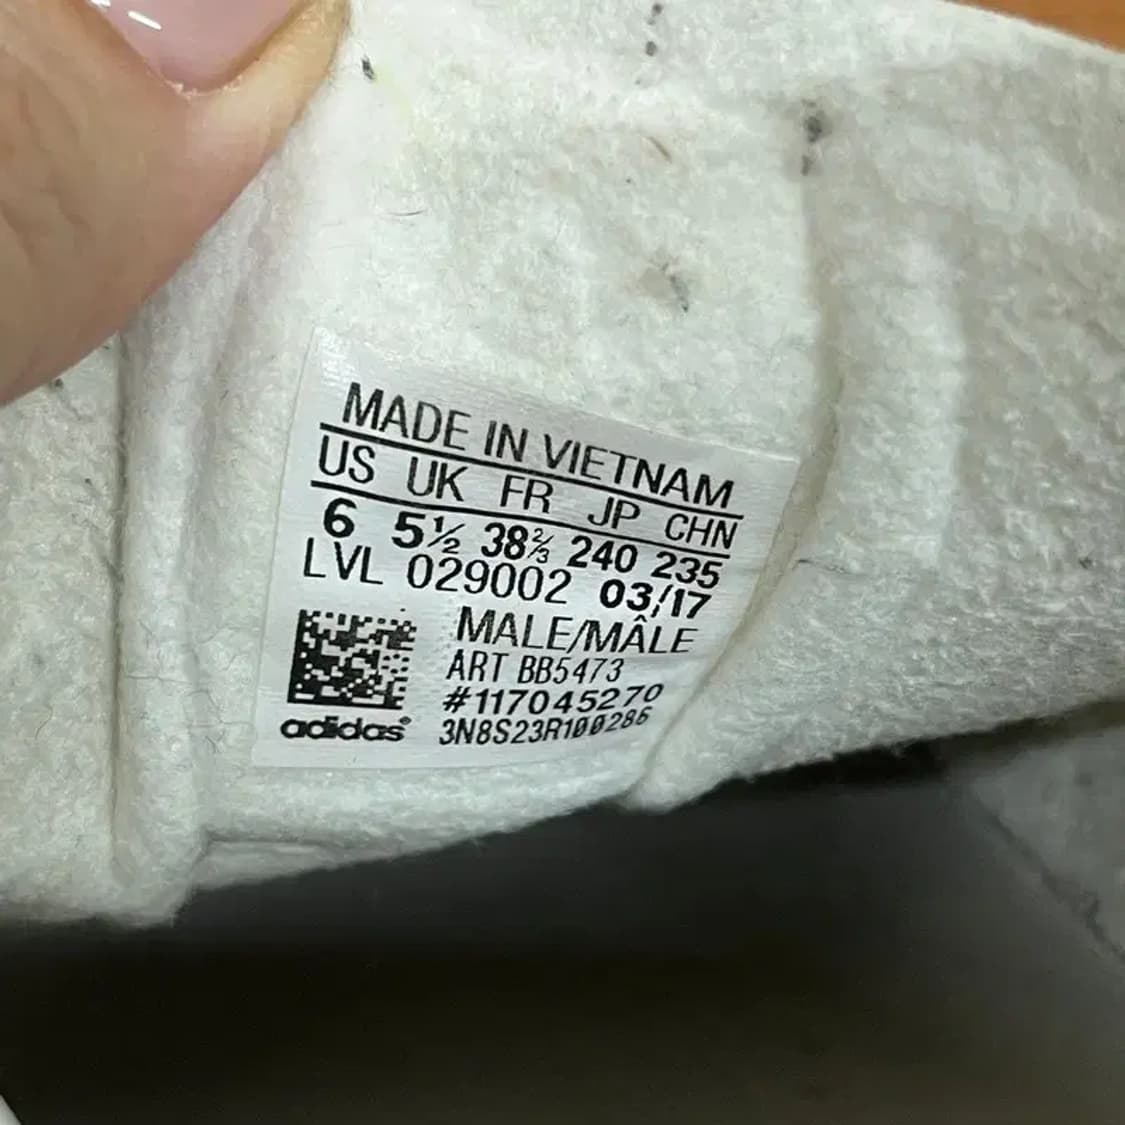 MADE IN VIETNAM
US UK FR JP CHN
6 5½ 38⅔ 240 235
LVL 029002 03/17
MALE/MÂLE
ART BB5473
#117045270
adidas® 3N8S23R100286